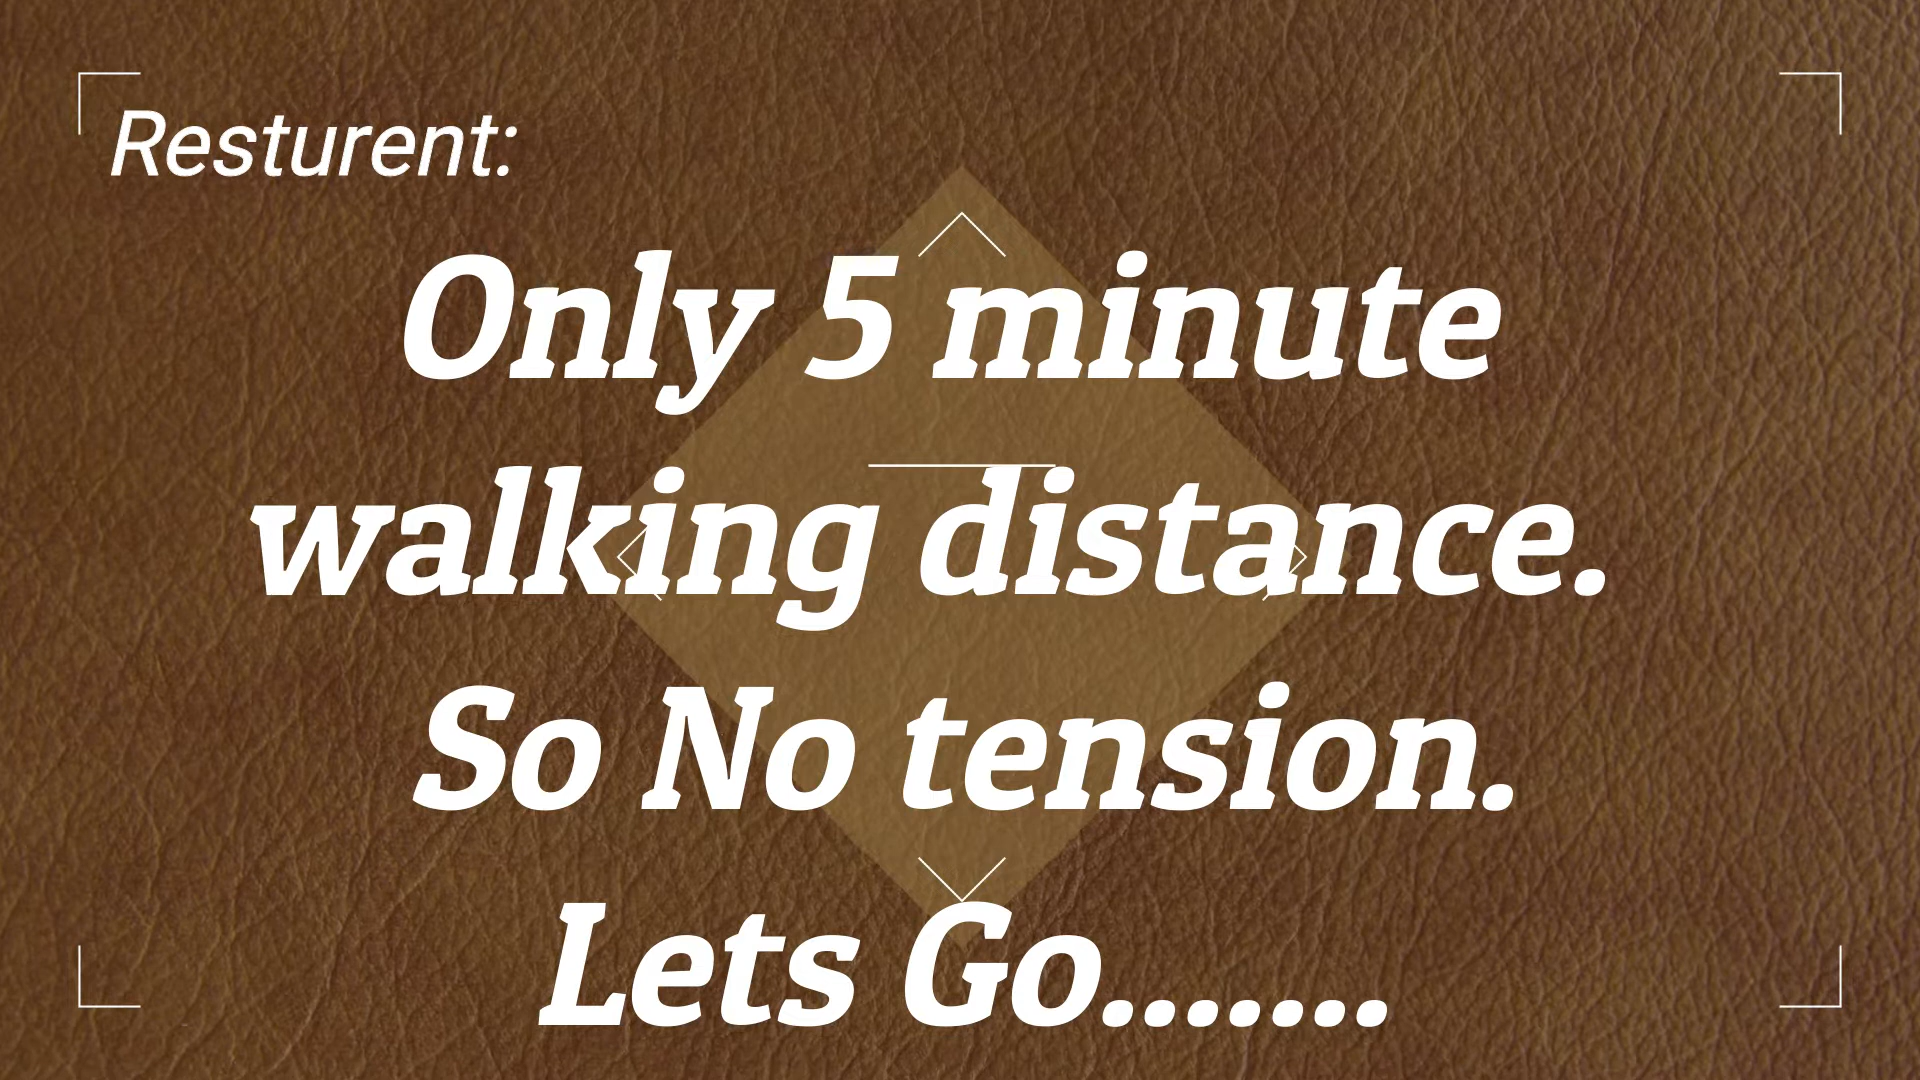 Resturent:
Only 5 minute
walking distance.
So No tension.
Lets Go.......